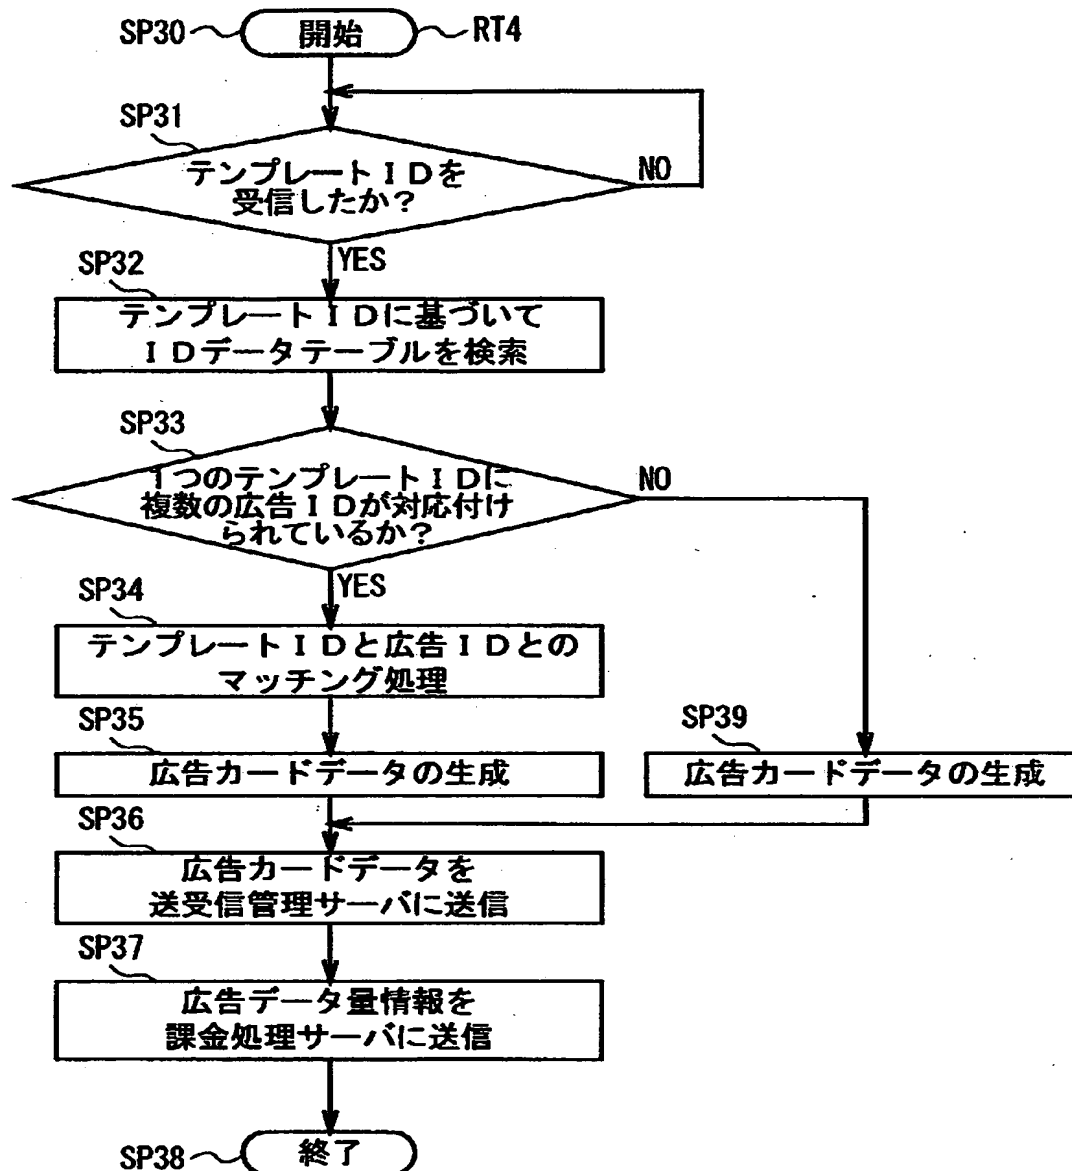 SP30
開始
RT4
SP31
テンプレートＩＤを
受信したか？
NO
YES
SP32
テンプレートＩＤに基づいて
ＩＤデータテーブルを検索
SP33
１つのテンプレートＩＤに
複数の広告ＩＤが対応付け
られているか？
NO
YES
SP34
テンプレートＩＤと広告ＩＤとの
マッチング処理
SP35
広告カードデータの生成
SP39
広告カードデータの生成
SP36
広告カードデータを
送受信管理サーバに送信
SP37
広告データ量情報を
課金処理サーバに送信
SP38
終了